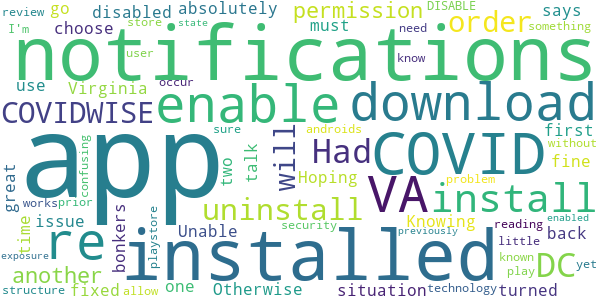 review store disabled absolutely permission DISABLE says
I'm state go choose must order something
notifications
user need
occur know
Virginia use enable download
COVIDWISE first
sure androids without
app will Had COVID fine
great confusing two talk
Hoping VA install
time works prior uninstall Knowing problem
issue bonkers playstore Unable security reading back
re installed enabled previously
another one situation little DC yet
exposure fixed Otherwise known play
structure allow technology turned